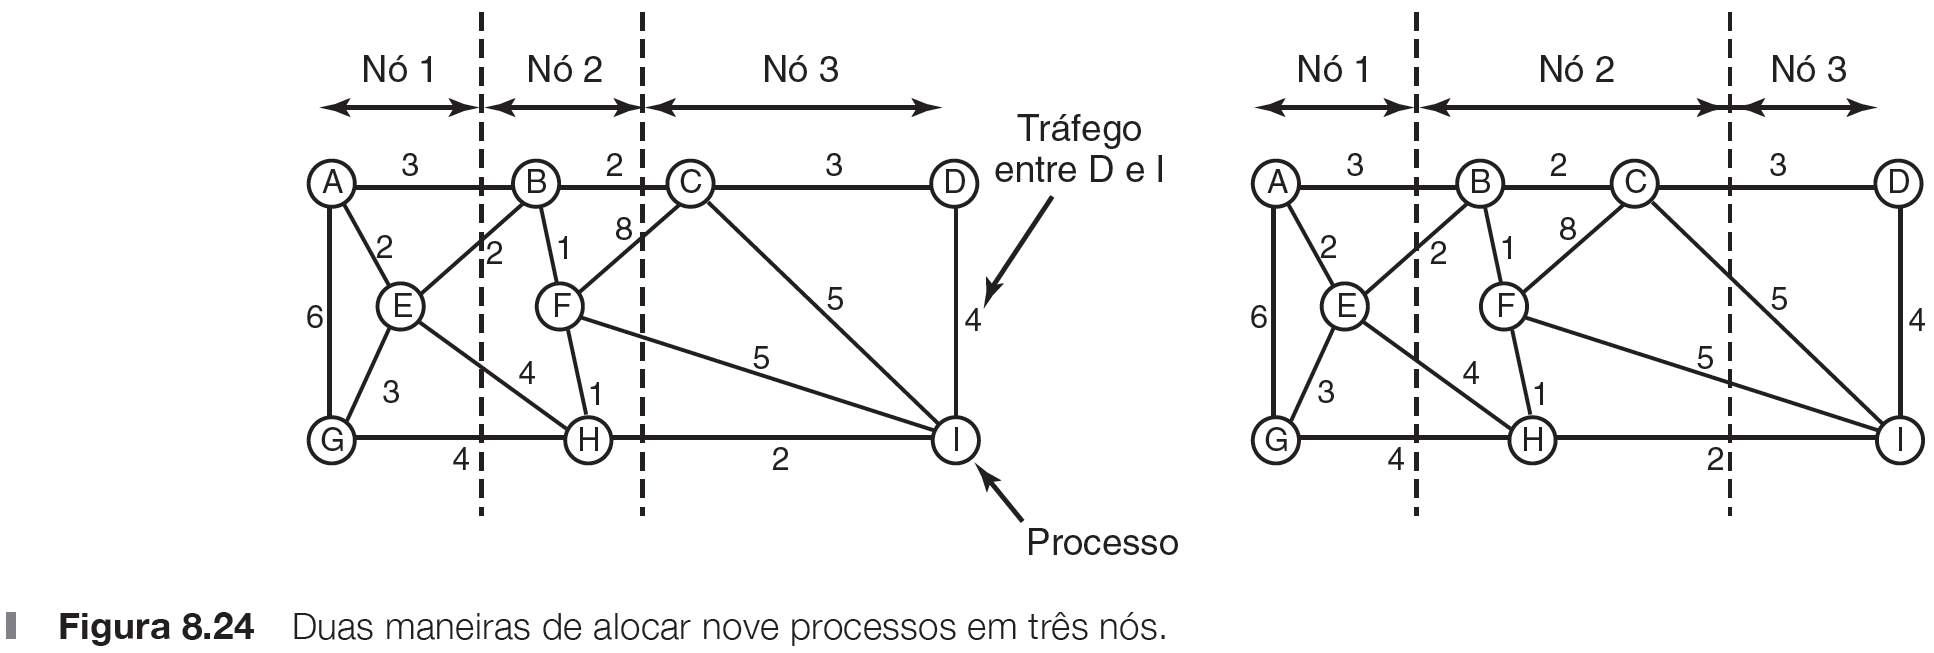 Nó 1 Nó 2 Nó 3
Tráfego
entre D e I
A 3 B 2 C 3 D
2 2 1 8
E F 5
6 4
5
3 4 1
G H I
4 2
Processo
Nó 1 Nó 2 Nó 3
A 3 B 2 C 3 D
2 2 1 8
E F 5
6 4
5
3 4 1
G H I
4 2
Figura 8.24 Duas maneiras de alocar nove processos em três nós.